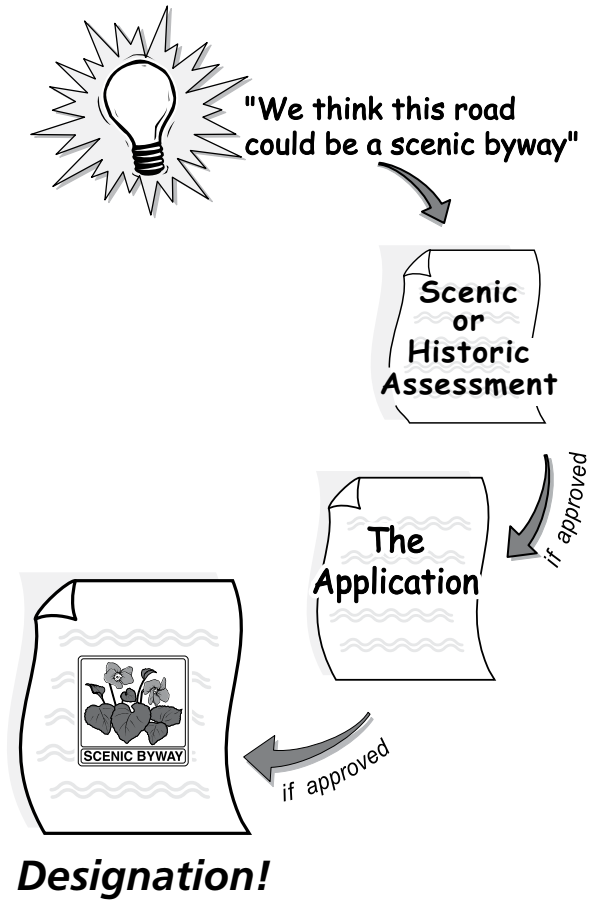 "We think this road
could be a scenic byway"
Scenic
or
Historic
Assessment
if approved
The
Application
if approved
SCENIC BYWAY
Designation!